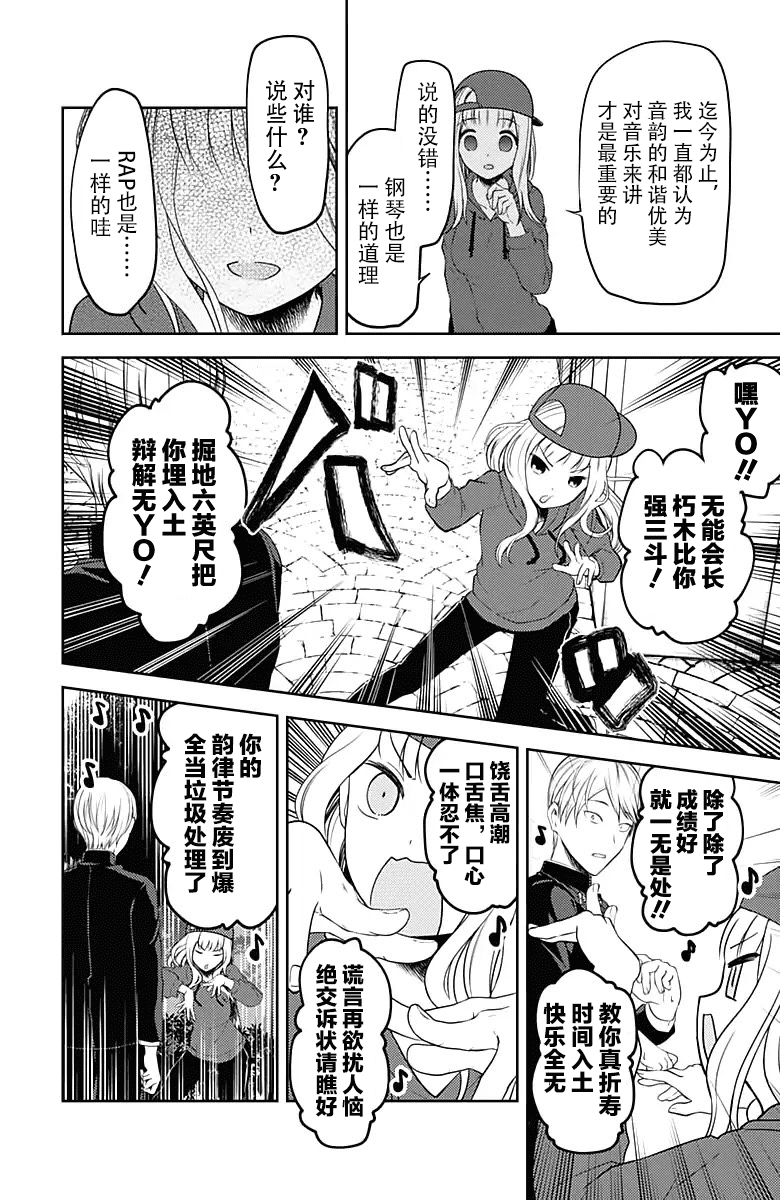 迄今为止，
我一直都认为
音韵的和谐优美
对音乐来讲
才是最重要的
说的没错……
钢琴也是
一样的道理
对谁？
说些什么？
RAP也是……
一样的哇
嘿YO!!
无能会长
朽木比你
强三斗！
掘地六英尺把
你埋入土
辩解无YO！
除了除了
成绩好
就一无是处!!
教你真折寿
时间入土
快乐全无
饶舌高潮
口舌焦，口心
一体忍不了
谎言再欲扰人恼
绝交诉状请瞧好
你的
韵律节奏废到爆
全当垃圾处理了